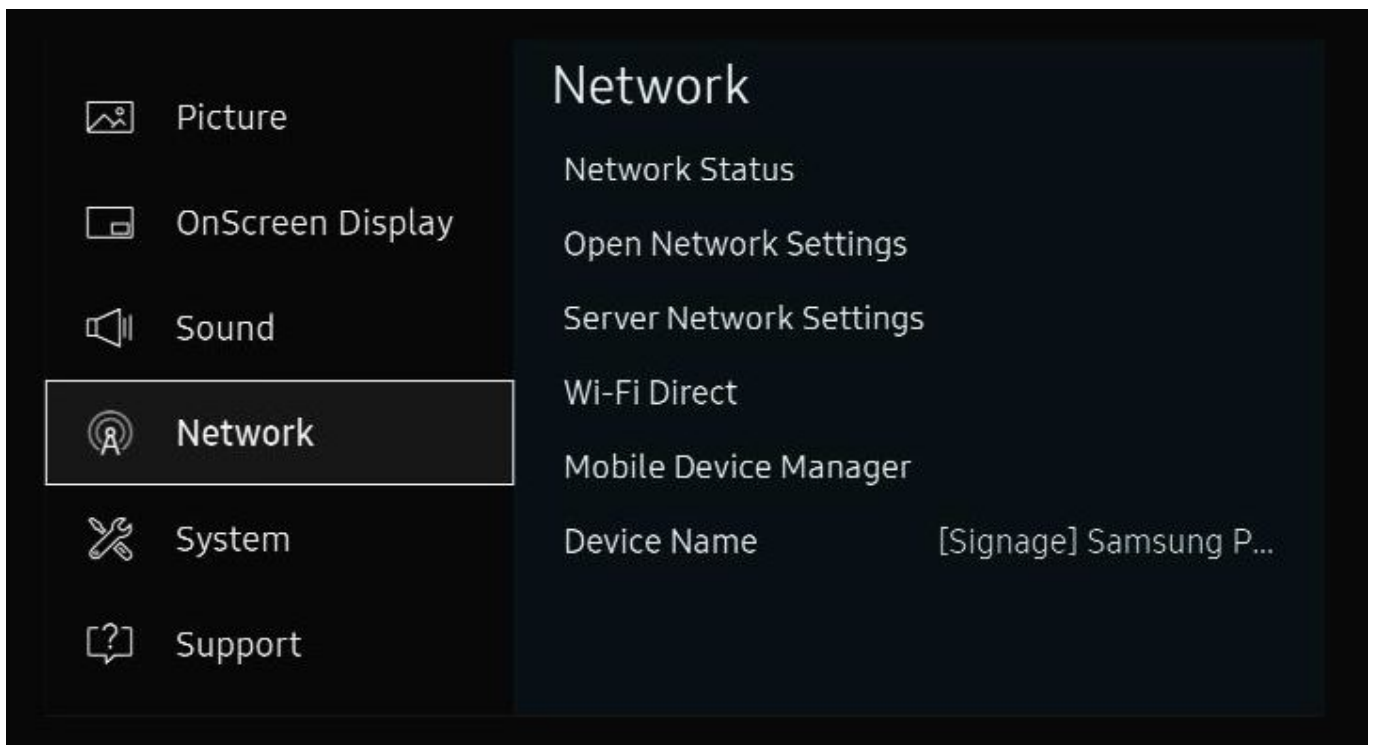 Picture
OnScreen Display
Sound
Network
System
Support
Network
Network Status
Open Network Settings
Server Network Settings
Wi-Fi Direct
Mobile Device Manager
Device Name [Signage] Samsung P...